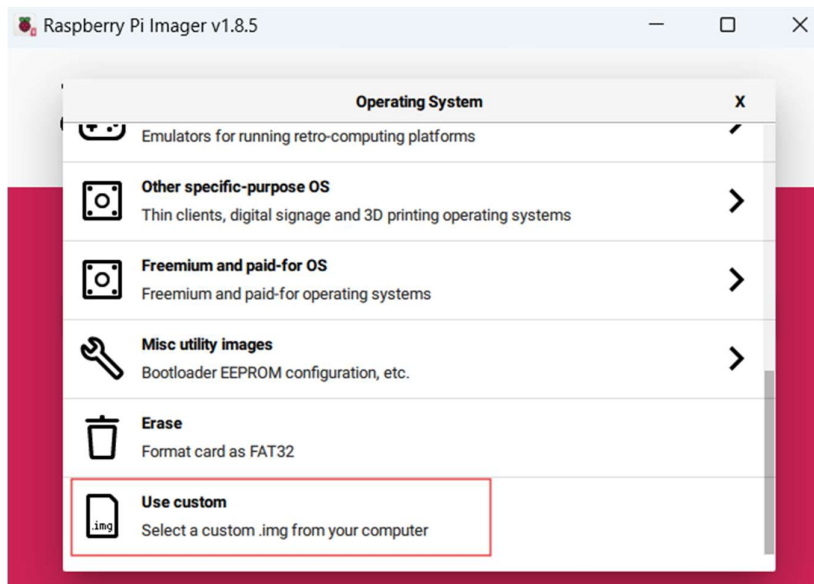 Raspberry Pi Imager v1.8.5
Operating System
X
Emulators for running retro-computing platforms
Other specific-purpose OS
Thin clients, digital signage and 3D printing operating systems
Freemium and paid-for OS
Freemium and paid-for operating systems
Misc utility images
Bootloader EEPROM configuration, etc.
Erase
Format card as FAT32
Use custom
.img
Select a custom .img from your computer